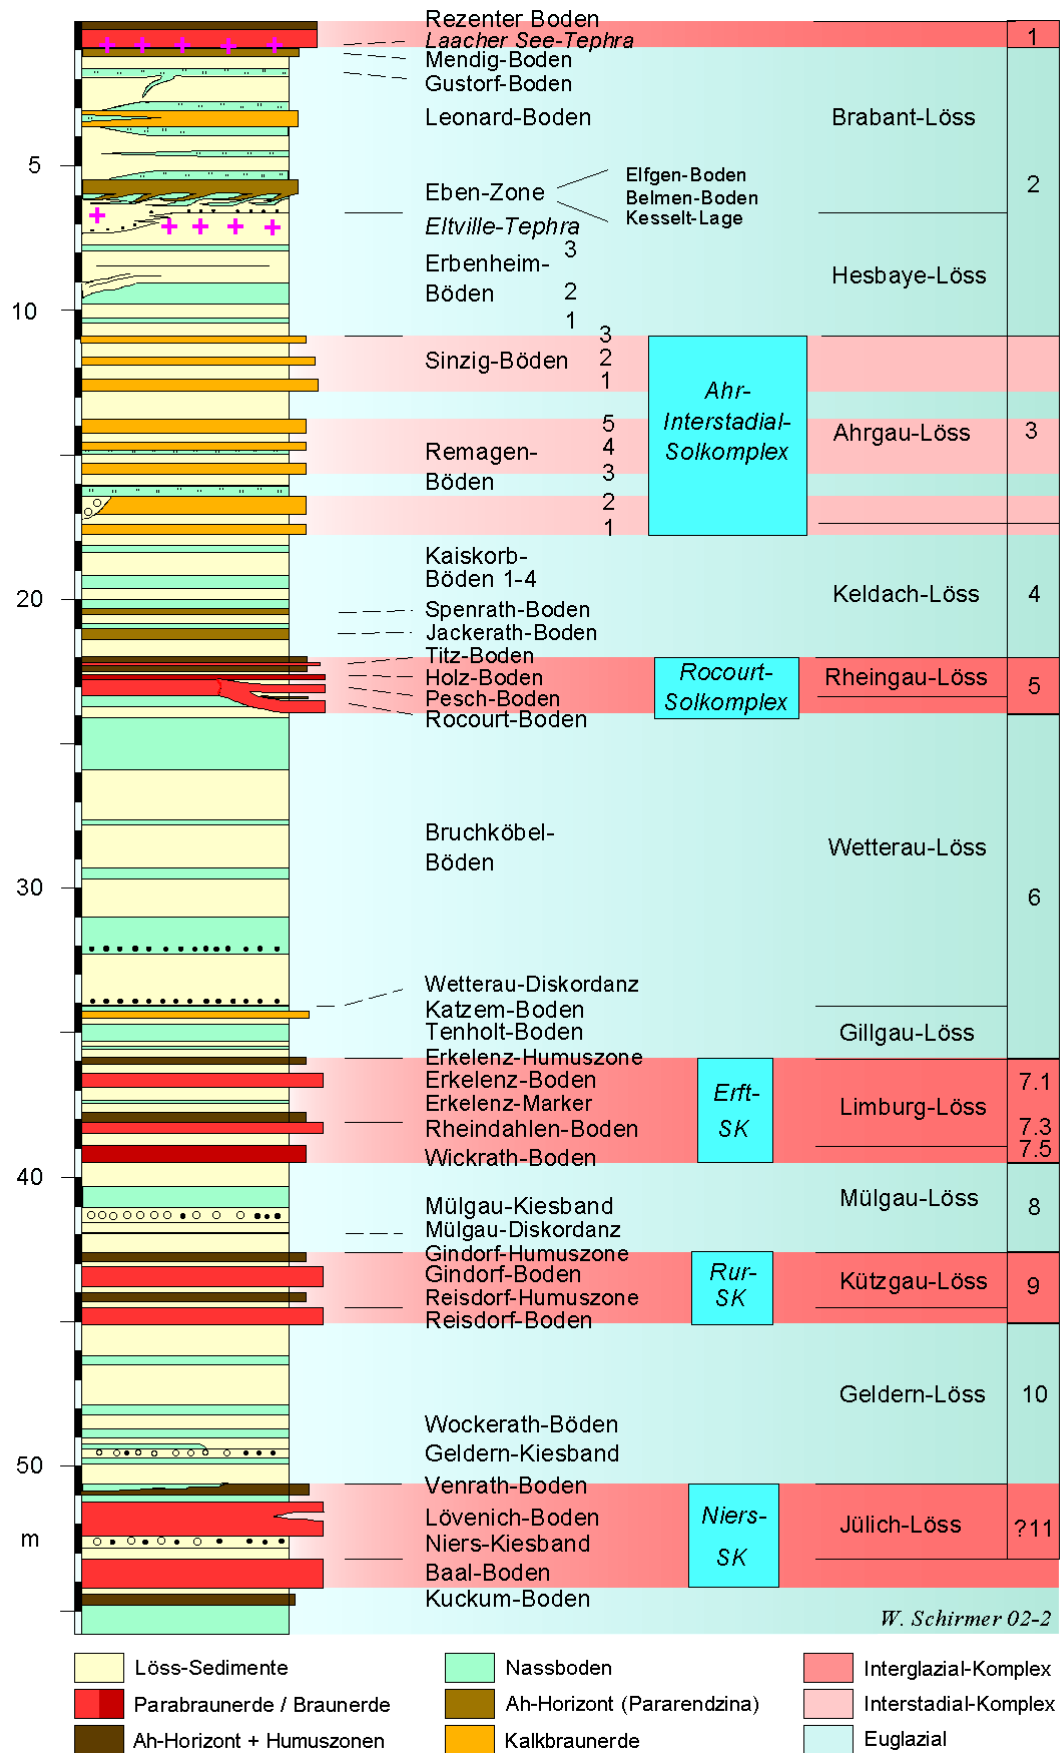 Rezenter Boden
Laacher See-Tephra
1
Mendig-Boden
Gustorf-Boden
Leonard-Boden
Brabant-Löss
5
Eben-Zone
Elfgen-Boden
Belmen-Boden
Kesselt-Lage
2
Eltville-Tephra
3
Erbenheim-
Böden
2
1
Hesbaye-Löss
10
3
Sinzig-Böden
2
1
Ahr-
Interstadial-
Solkomplex
5
4
Remagen-
Böden
3
2
1
Ahrgau-Löss
3
Kaiskorb-
Böden 1-4
Keldach-Löss
4
20
Spenrath-Boden
Jackerath-Boden
Titz-Boden
Holz-Boden
Pesch-Boden
Rocourt-Boden
Rocourt-
Solkomplex
Rheingau-Löss
5
Bruchköbel-
Böden
Wetterau-Löss
30
6
Wetterau-Diskordanz
Katzem-Boden
Tenholt-Boden
Gillgau-Löss
Erkelenz-Humuszone
Erkelenz-Boden
Erkelenz-Marker
Rheindahlen-Boden
Wickrath-Boden
Erft-
SK
Limburg-Löss
7.1
7.3
7.5
40
Mülgau-Kiesband
Mülgau-Diskordanz
Mülgau-Löss
8
Gindorf-Humuszone
Gindorf-Boden
Reisdorf-Humuszone
Reisdorf-Boden
Rur-
SK
Kützgau-Löss
9
Geldern-Löss
10
Wockerath-Böden
Geldern-Kiesband
50
Venrath-Boden
Lövenich-Boden
Niers-Kiesband
Baal-Boden
Kuckum-Boden
Niers-
SK
Jülich-Löss
?11
m
W. Schirmer 02-2
Löss-Sedimente
Nassboden
Interglazial-Komplex
Parabraunerde / Braunerde
Ah-Horizont (Pararendzina)
Interstadial-Komplex
Ah-Horizont + Humuszonen
Kalkbraunerde
Euglazial